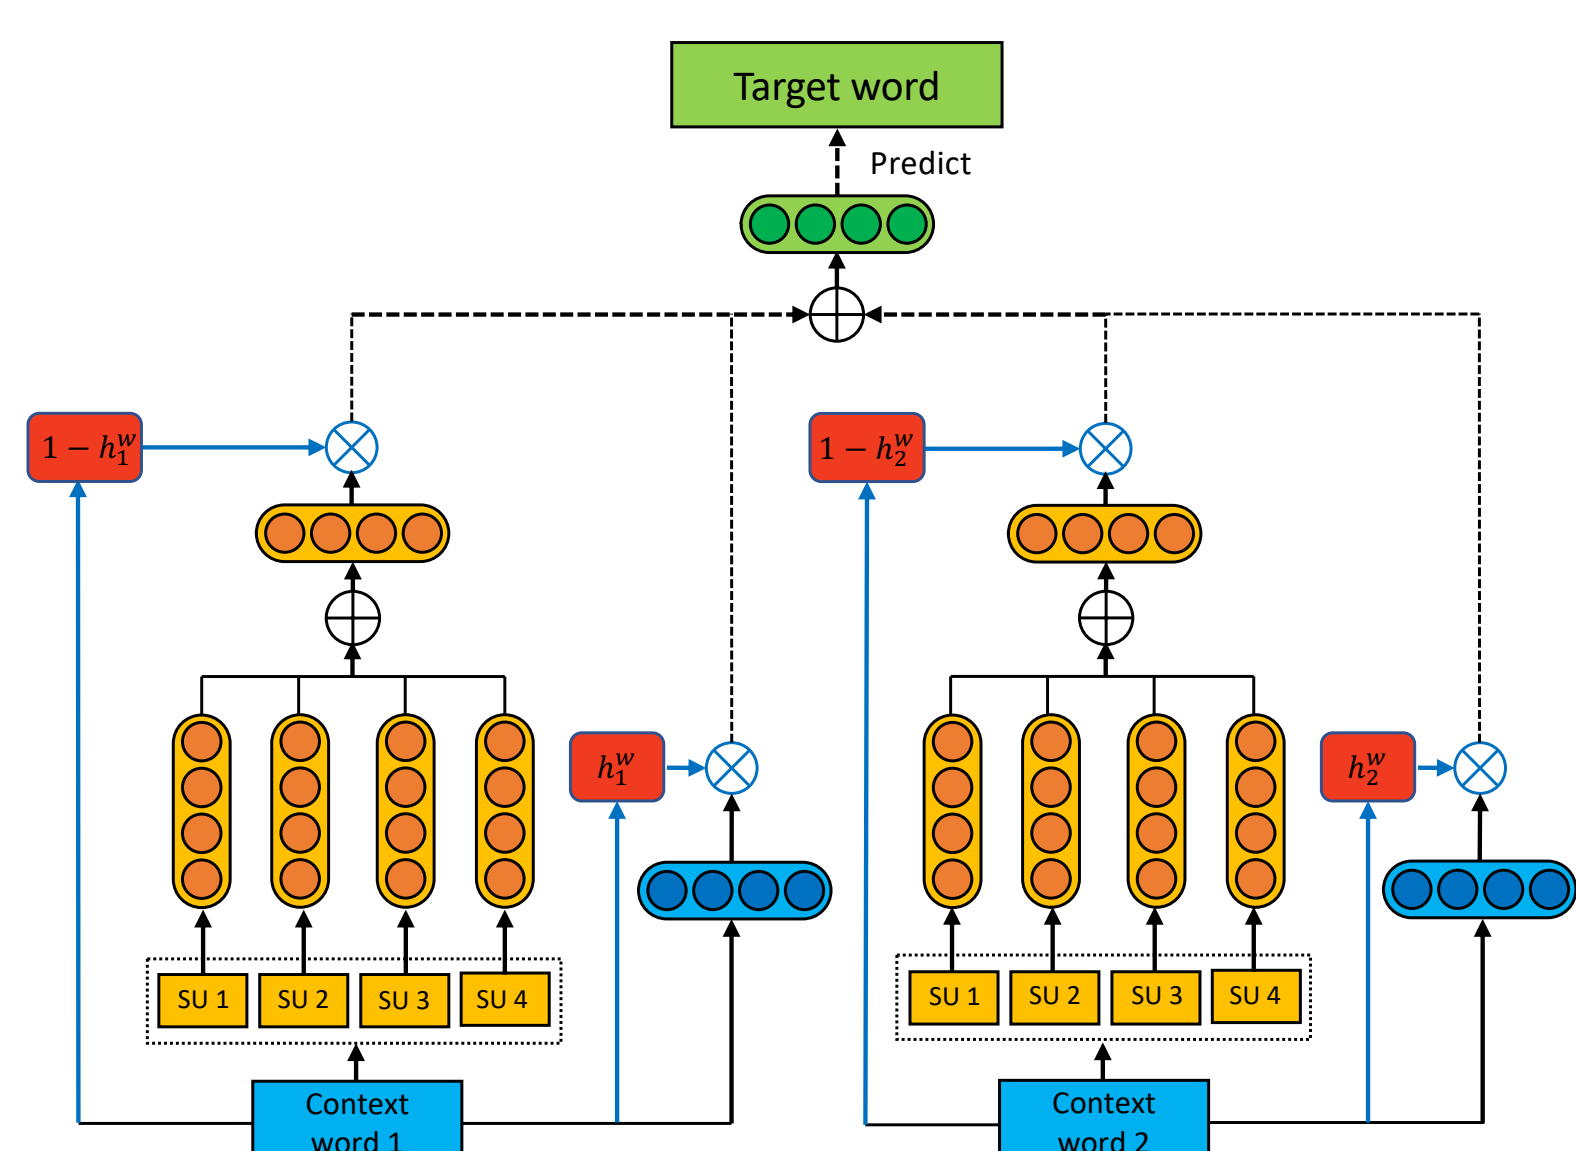 Target word
Predict
1 − h₁ʷ
1 − h₂ʷ
h₁ʷ
h₂ʷ
SU 1 SU 2 SU 3 SU 4
SU 1 SU 2 SU 3 SU 4
Context
word 1
Context
word 2